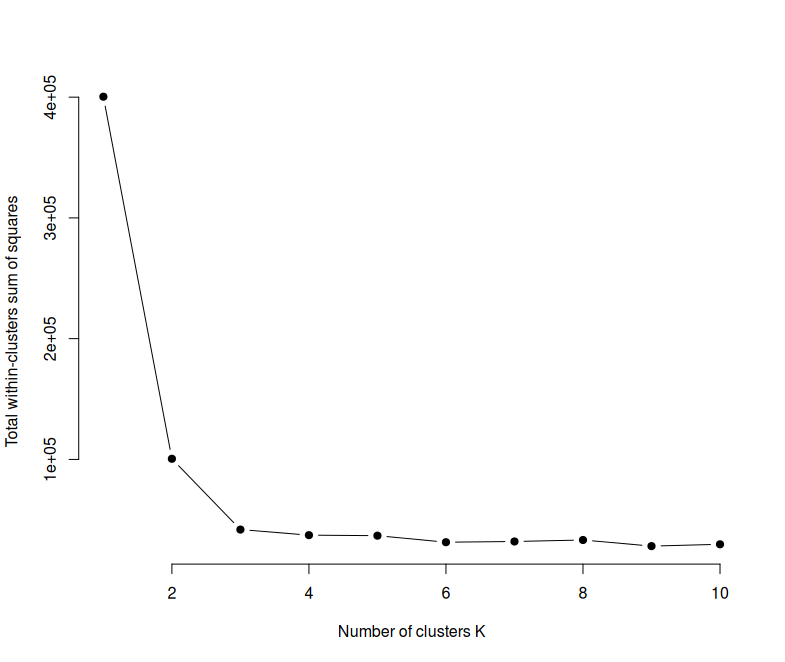 Total within-clusters sum of squares
4e+05
3e+05
2e+05
1e+05
2 4 6 8 10
Number of clusters K